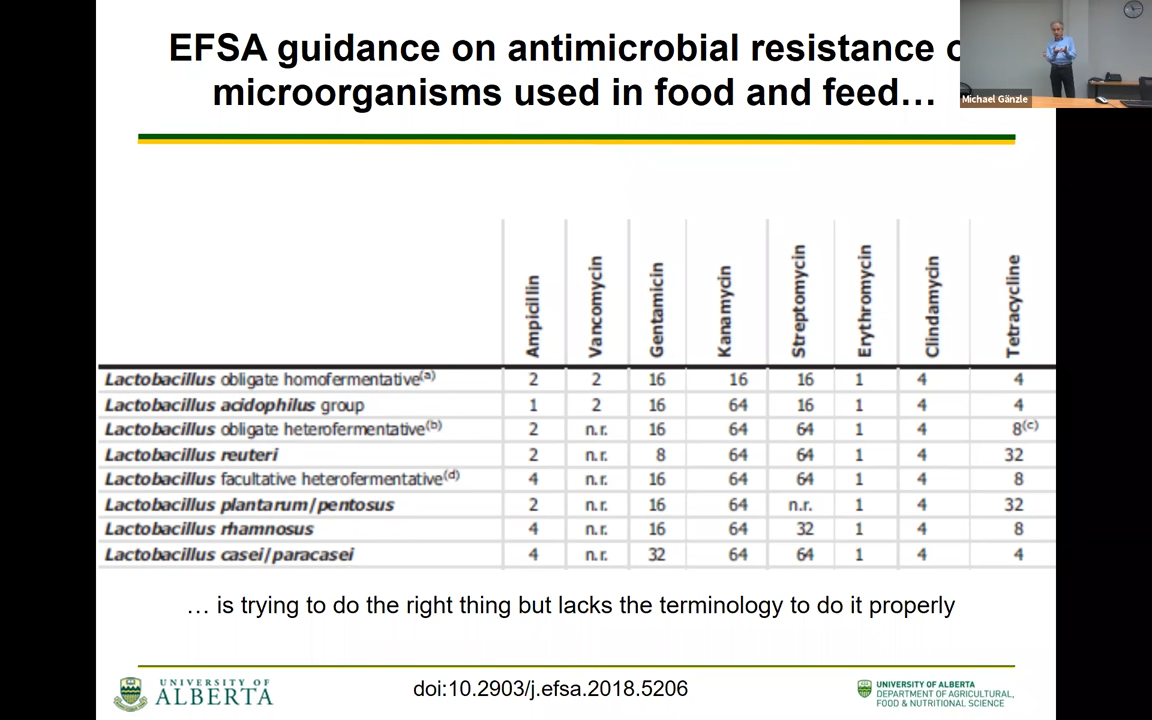 EFSA guidance on antimicrobial resistance
microorganisms used in food and feed…
Michael Gänzle
Ampicillin Vancomycin Gentamicin Kanamycin Streptomycin Erythromycin Clindamycin Tetracycline
Lactobacillus obligate homofermentative(a) 2 2 16 16 16 1 4 4
Lactobacillus acidophilus group 1 2 16 64 16 1 4 4
Lactobacillus obligate heterofermentative(b) 2 n.r. 16 64 64 1 4 8(c)
Lactobacillus reuteri 2 n.r. 8 64 64 1 4 32
Lactobacillus facultative heterofermentative(d) 4 n.r. 16 64 64 1 4 8
Lactobacillus plantarum/pentosus 2 n.r. 16 64 n.r. 1 4 32
Lactobacillus rhamnosus 4 n.r. 16 64 32 1 4 8
Lactobacillus casei/paracasei 4 n.r. 32 64 64 1 4 4
… is trying to do the right thing but lacks the terminology to do it properly
UNIVERSITY OF
ALBERTA
doi:10.2903/j.efsa.2018.5206
UNIVERSITY OF ALBERTA
DEPARTMENT OF AGRICULTURAL,
FOOD & NUTRITIONAL SCIENCE